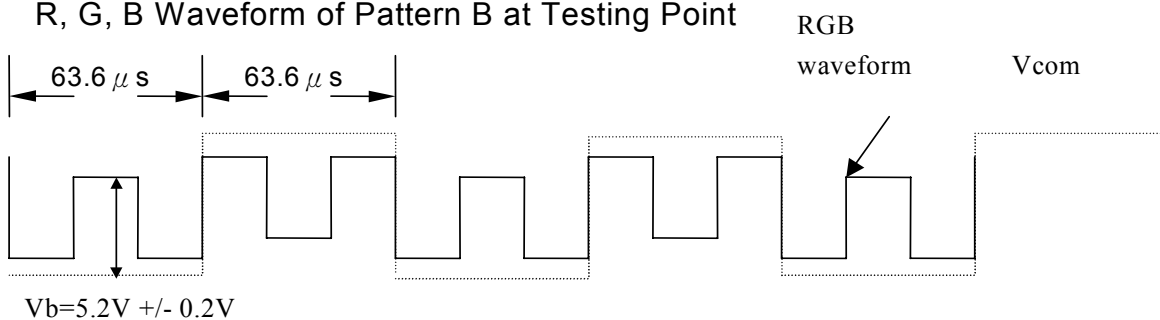 R, G, B Waveform of Pattern B at Testing Point
RGB
waveform
Vcom
63.6 μ s
63.6 μ s
Vb=5.2V +/- 0.2V